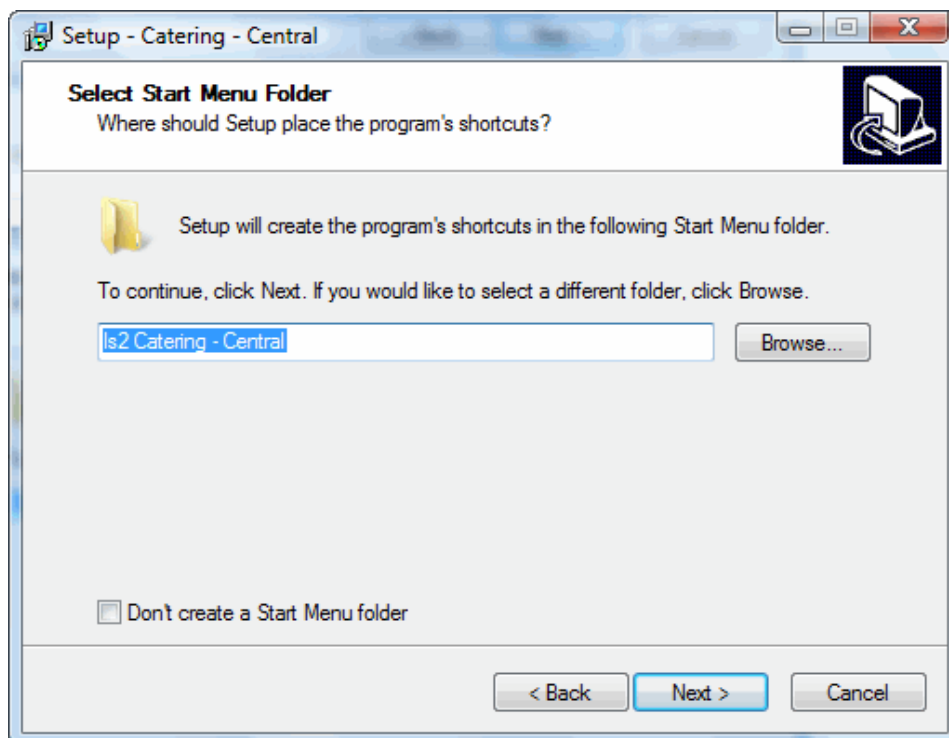 Setup - Catering - Central
Select Start Menu Folder
Where should Setup place the program's shortcuts?
Setup will create the program's shortcuts in the following Start Menu folder.
To continue, click Next. If you would like to select a different folder, click Browse.
Is2 Catering - Central
Browse...
Don't create a Start Menu folder
< Back
Next >
Cancel